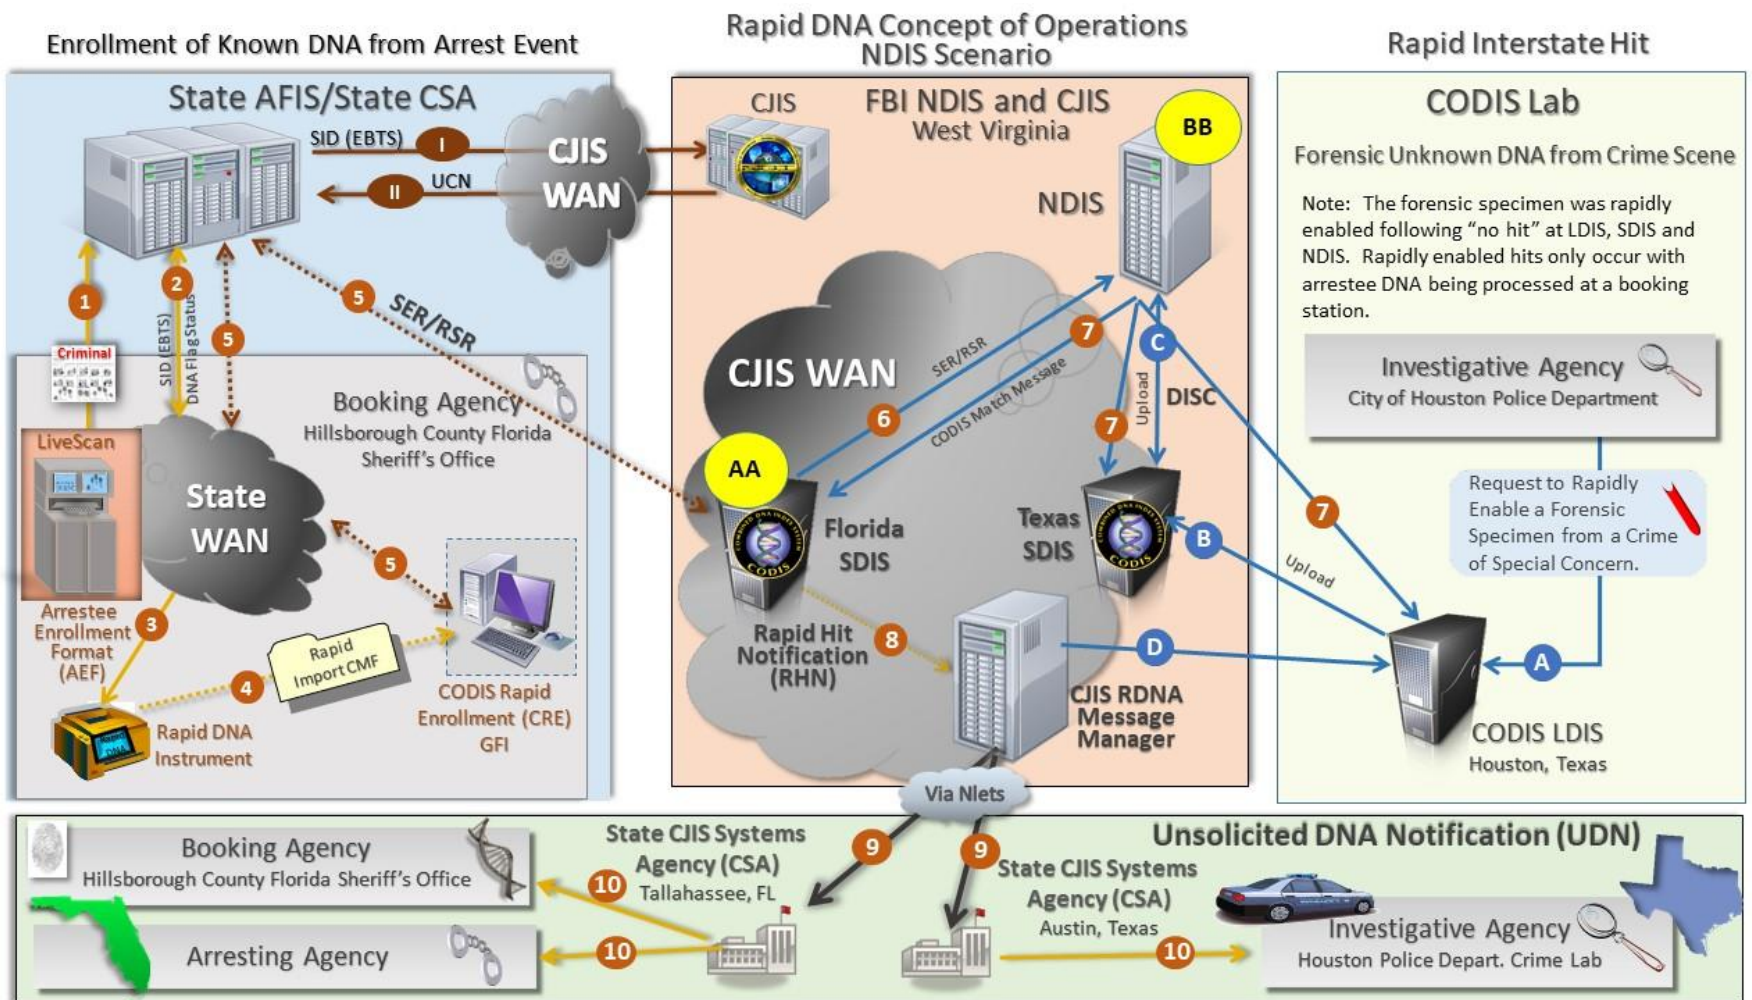 Enrollment of Known DNA from Arrest Event
Rapid DNA Concept of Operations
NDIS Scenario
Rapid Interstate Hit
State AFIS/State CSA
SID (EBTS)
I
II
UCN
CJIS
WAN
1
2
SID (EBTS)
DNA Flag Status
5
5
SER/RSR
Criminal
LiveScan
Booking Agency
Hillsborough County Florida
Sheriff's Office
State
WAN
5
Arrestee
Enrollment
Format
(AEF)
3
4
Rapid
Import CMF
Rapid DNA
Instrument
CODIS Rapid
Enrollment (CRE)
GFI
CJIS
FBI NDIS and CJIS
West Virginia
BB
NDIS
CJIS WAN
SER/RSR
6
7
CODIS Match Message
C
Upload
DISC
7
7
AA
Florida
SDIS
CODIS
Texas
SDIS
COMBINED DNA INDEX SYSTEM
CODIS
B
Upload
Rapid Hit
Notification
(RHN)
8
D
CJIS RDNA
Message
Manager
Via Nlets
CODIS Lab
Forensic Unknown DNA from Crime Scene
Note: The forensic specimen was rapidly
enabled following “no hit” at LDIS, SDIS and
NDIS. Rapidly enabled hits only occur with
arrestee DNA being processed at a booking
station.
Investigative Agency
City of Houston Police Department
Request to Rapidly
Enable a Forensic
Specimen from a Crime
of Special Concern.
A
CODIS LDIS
Houston, Texas
Booking Agency
Hillsborough County Florida Sheriff's Office
Arresting Agency
10
10
State CJIS Systems
Agency (CSA)
Tallahassee, FL
9
9
State CJIS Systems
Agency (CSA)
Austin, Texas
10
Unsolicited DNA Notification (UDN)
Investigative Agency
Houston Police Depart. Crime Lab